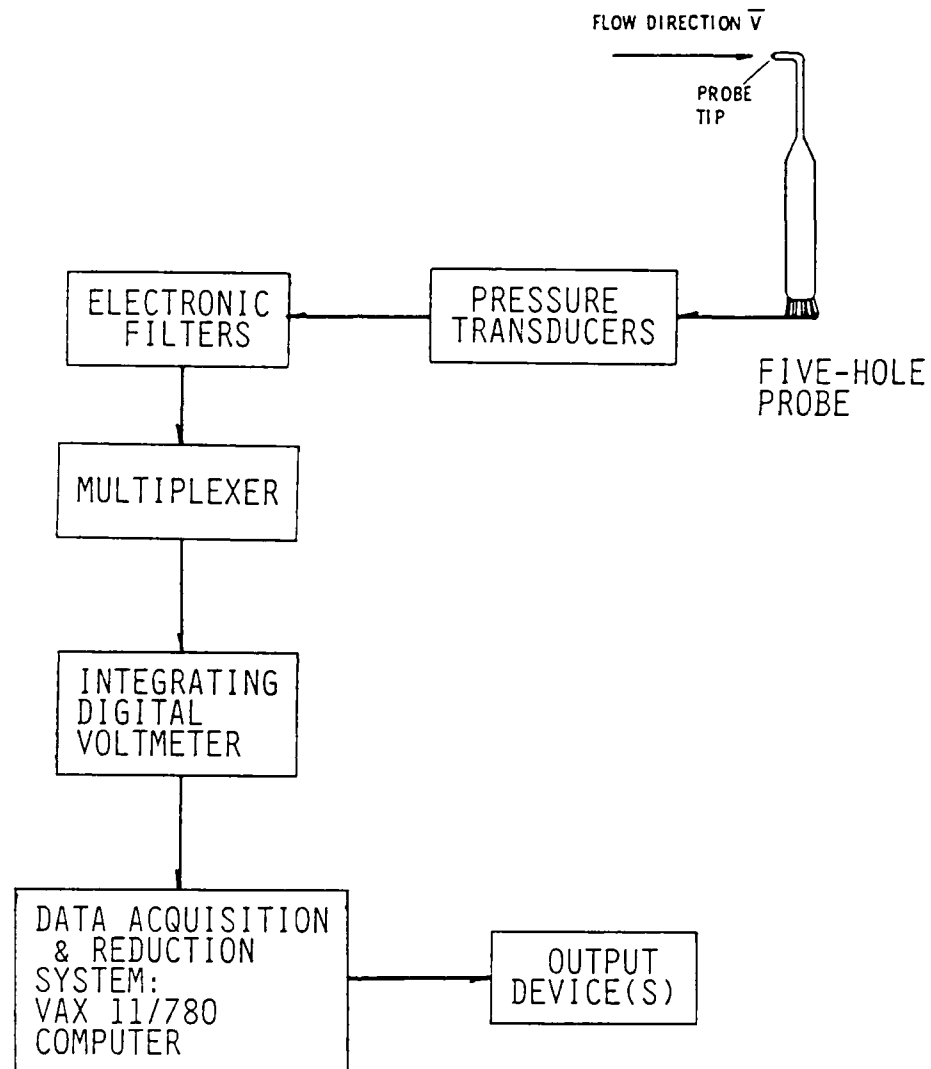 FLOW DIRECTION V̅
PROBE
TIP
ELECTRONIC
FILTERS
PRESSURE
TRANSDUCERS
FIVE-HOLE
PROBE
MULTIPLEXER
INTEGRATING
DIGITAL
VOLTMETER
DATA ACQUISITION
& REDUCTION
SYSTEM:
VAX 11/780
COMPUTER
OUTPUT
DEVICE(S)